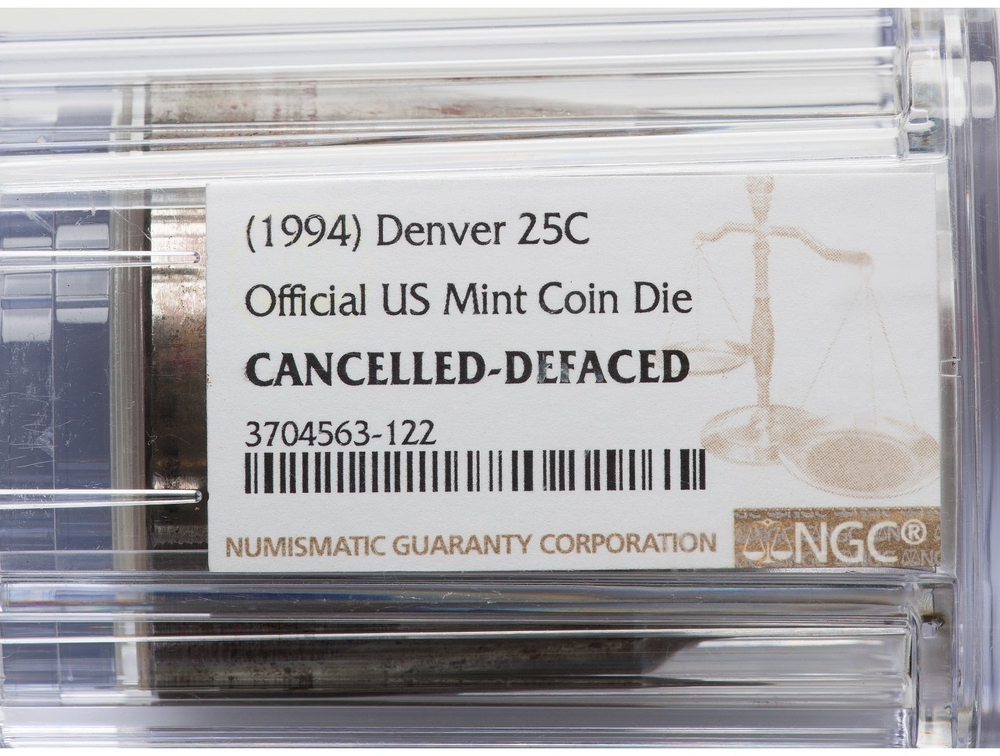 (1994) Denver 25C
Official US Mint Coin Die
CANCELLED-DEFACED
3704563-122
NUMISMATIC GUARANTY CORPORATION
NGC®